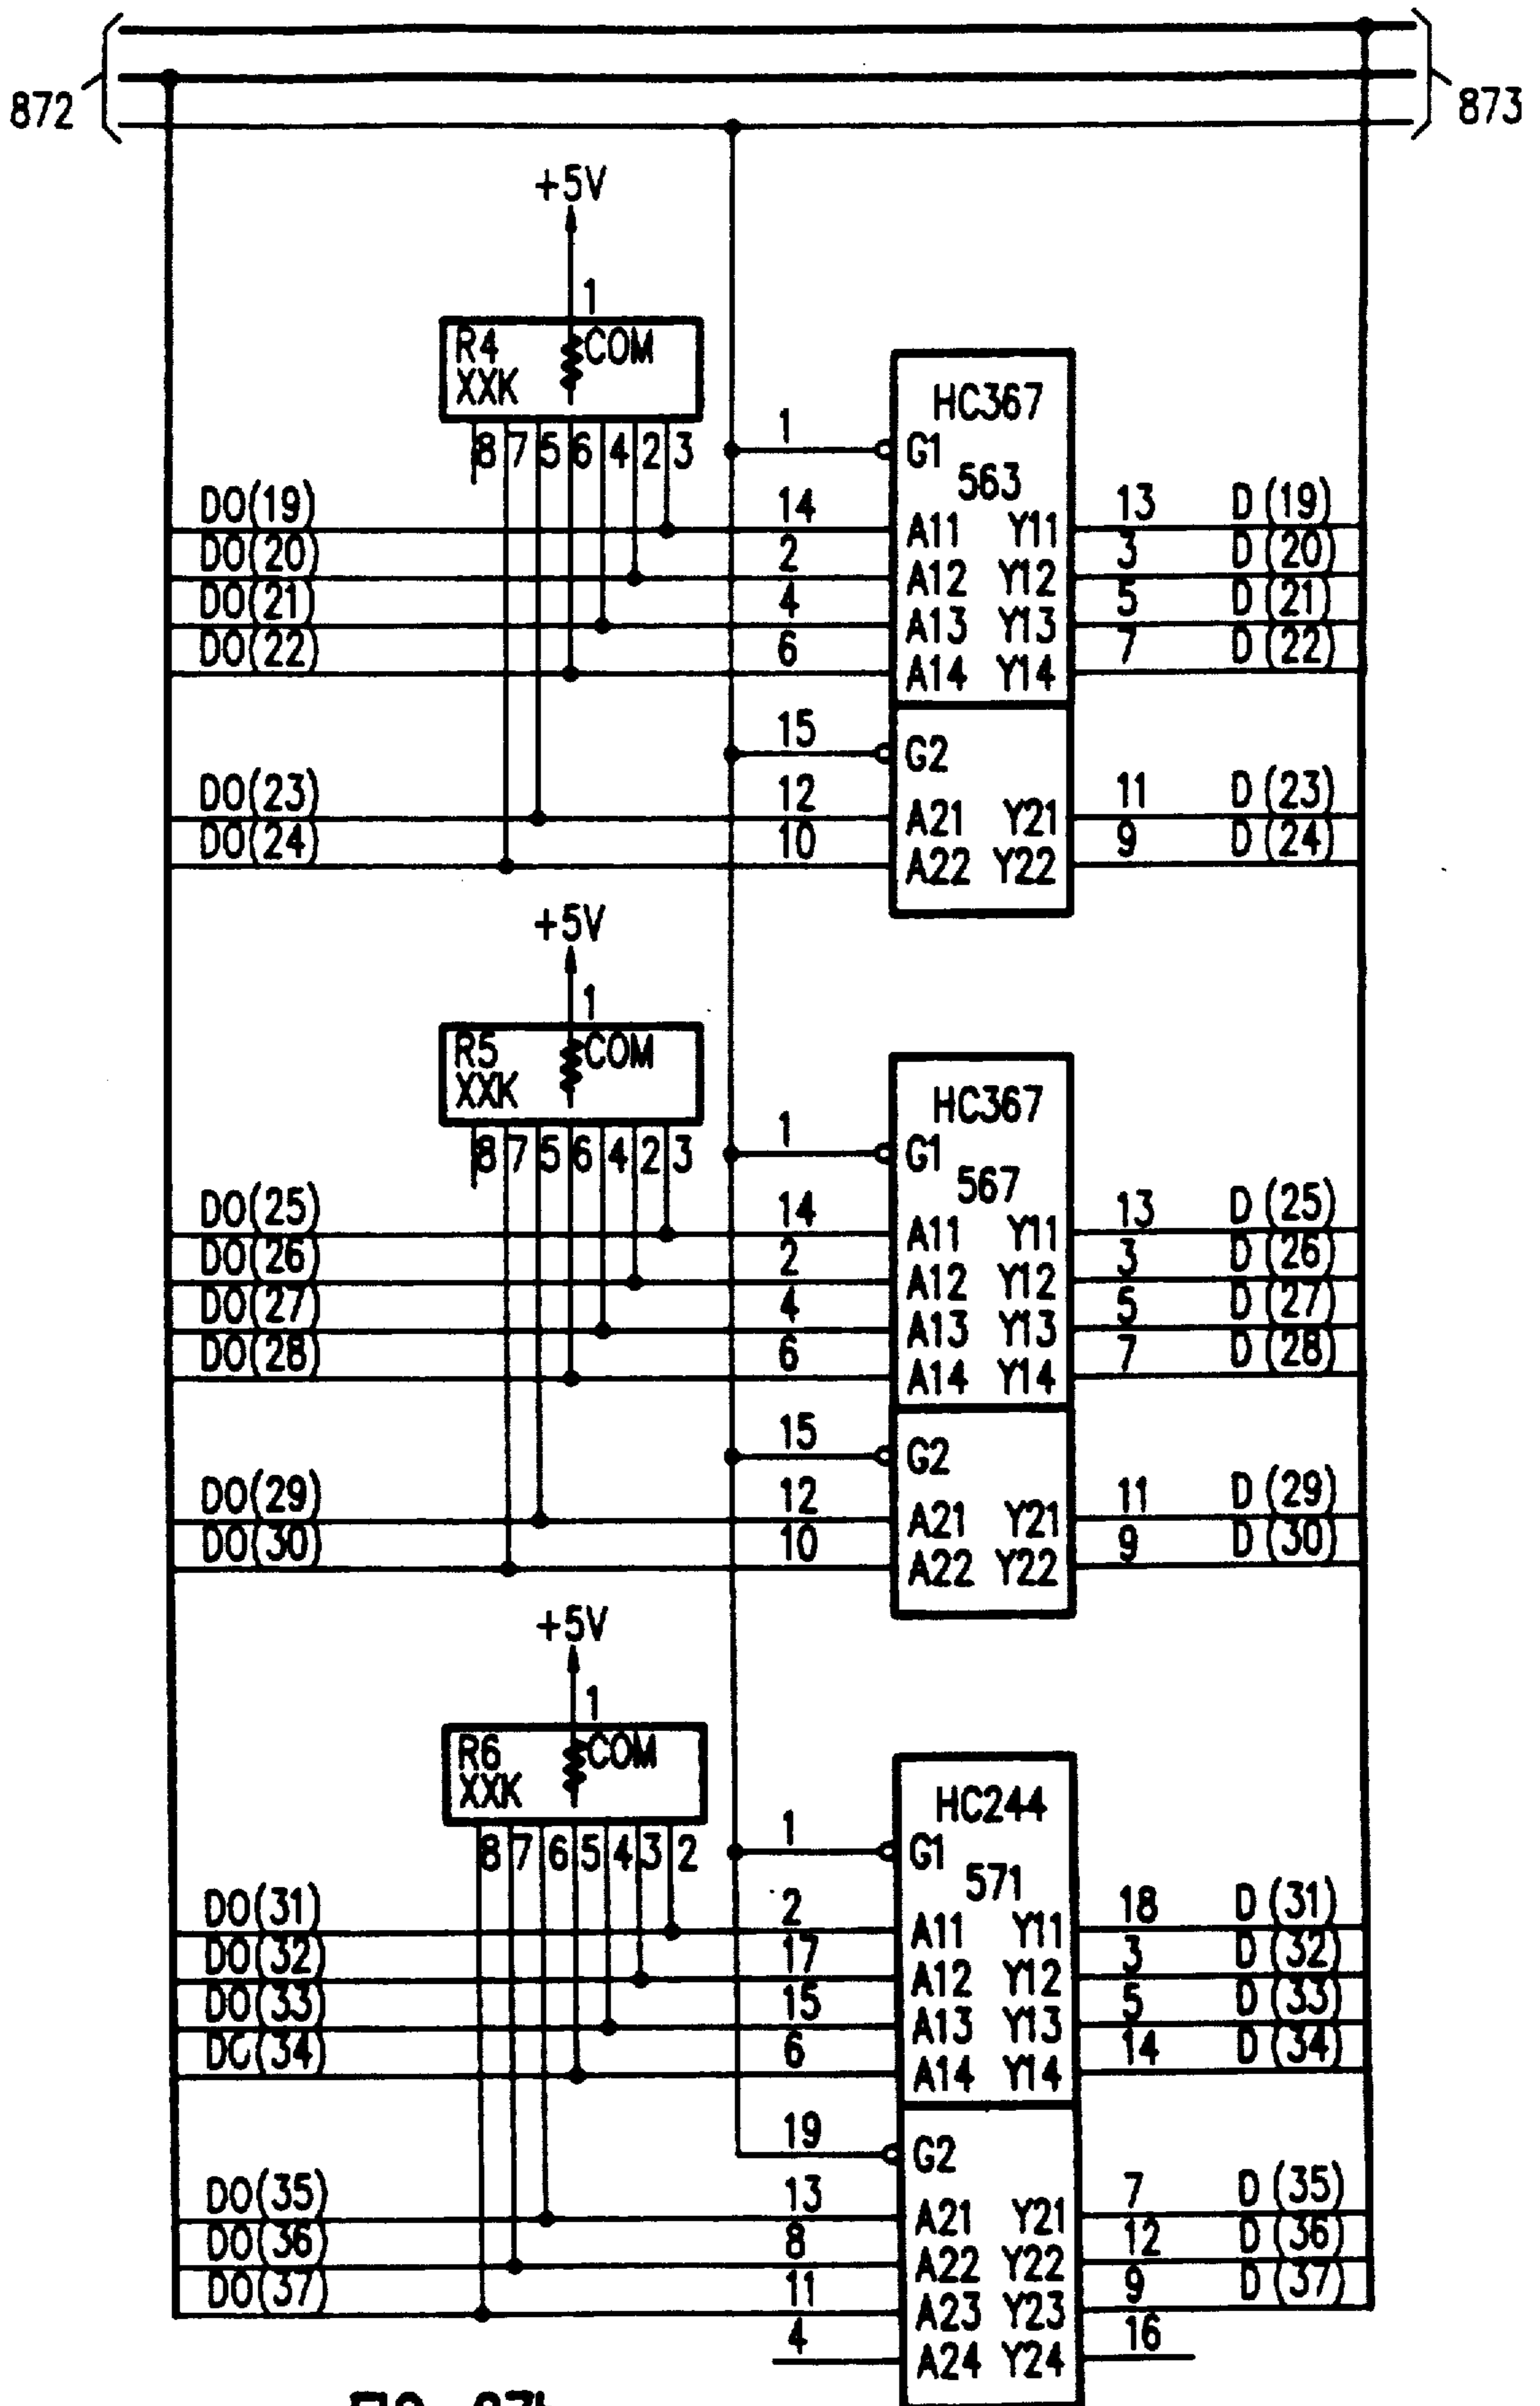 872
873
+5V
1
R4 COM
XXK
8 7 5 6 4 2 3
HC367
1 G1
563
DO(19) 14 A11 Y11 13 D (19)
DO(20) 2 A12 Y12 3 D (20)
DO(21) 4 A13 Y13 5 D (21)
DO(22) 6 A14 Y14 7 D (22)
15 G2
DO(23) 12 A21 Y21 11 D (23)
DO(24) 10 A22 Y22 9 D (24)
+5V
1
R5 COM
XXK
8 7 5 6 4 2 3
HC367
1 G1
567
DO(25) 14 A11 Y11 13 D (25)
DO(26) 2 A12 Y12 3 D (26)
DO(27) 4 A13 Y13 5 D (27)
DO(28) 6 A14 Y14 7 D (28)
15 G2
DO(29) 12 A21 Y21 11 D (29)
DO(30) 10 A22 Y22 9 D (30)
+5V
1
R6 COM
XXK
8 7 6 5 4 3 2
HC244
1 G1
571
DO(31) 2 A11 Y11 18 D (31)
DO(32) 17 A12 Y12 3 D (32)
DO(33) 15 A13 Y13 5 D (33)
DO(34) 6 A14 Y14 14 D (34)
19 G2
DO(35) 13 A21 Y21 7 D (35)
DO(36) 8 A22 Y22 12 D (36)
DO(37) 11 A23 Y23 9 D (37)
4 A24 Y24 16